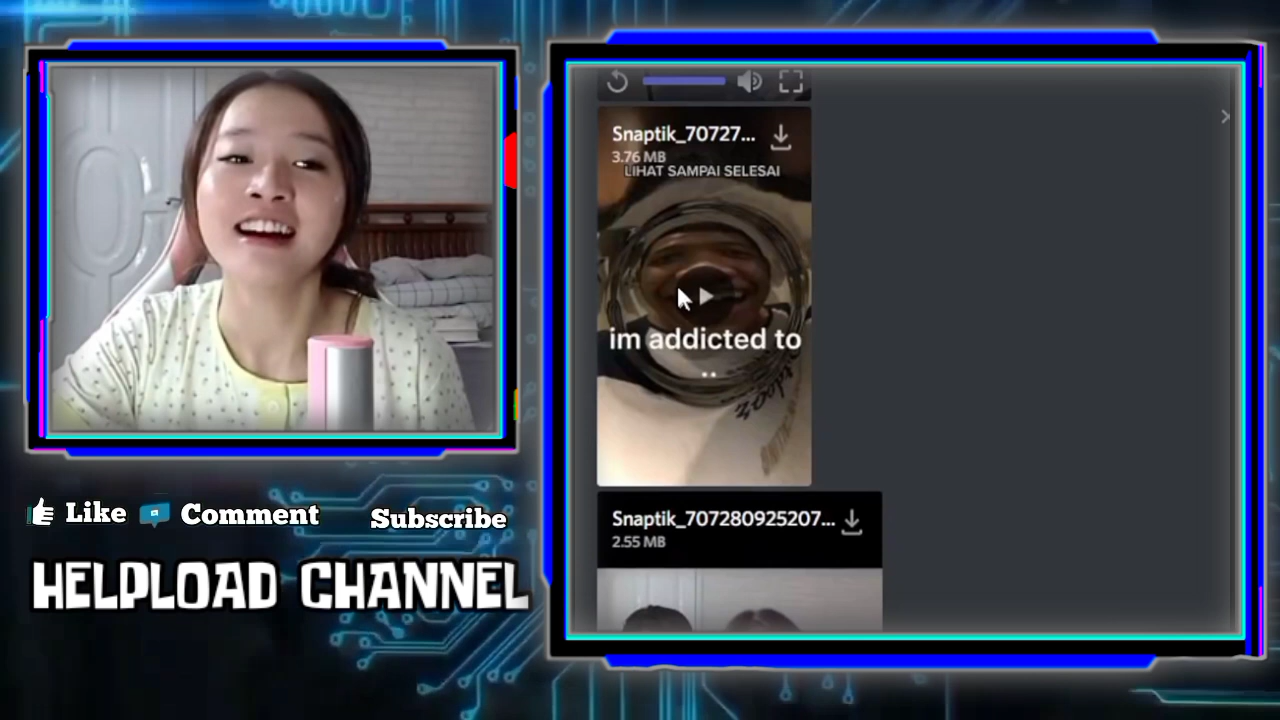 Snaptik_70727...
3.76 MB
LIHAT SAMPAI SELESAI
im addicted to
..
Snaptik_707280925207...
2.55 MB
Like Comment Subscribe
HELPLOAD CHANNEL